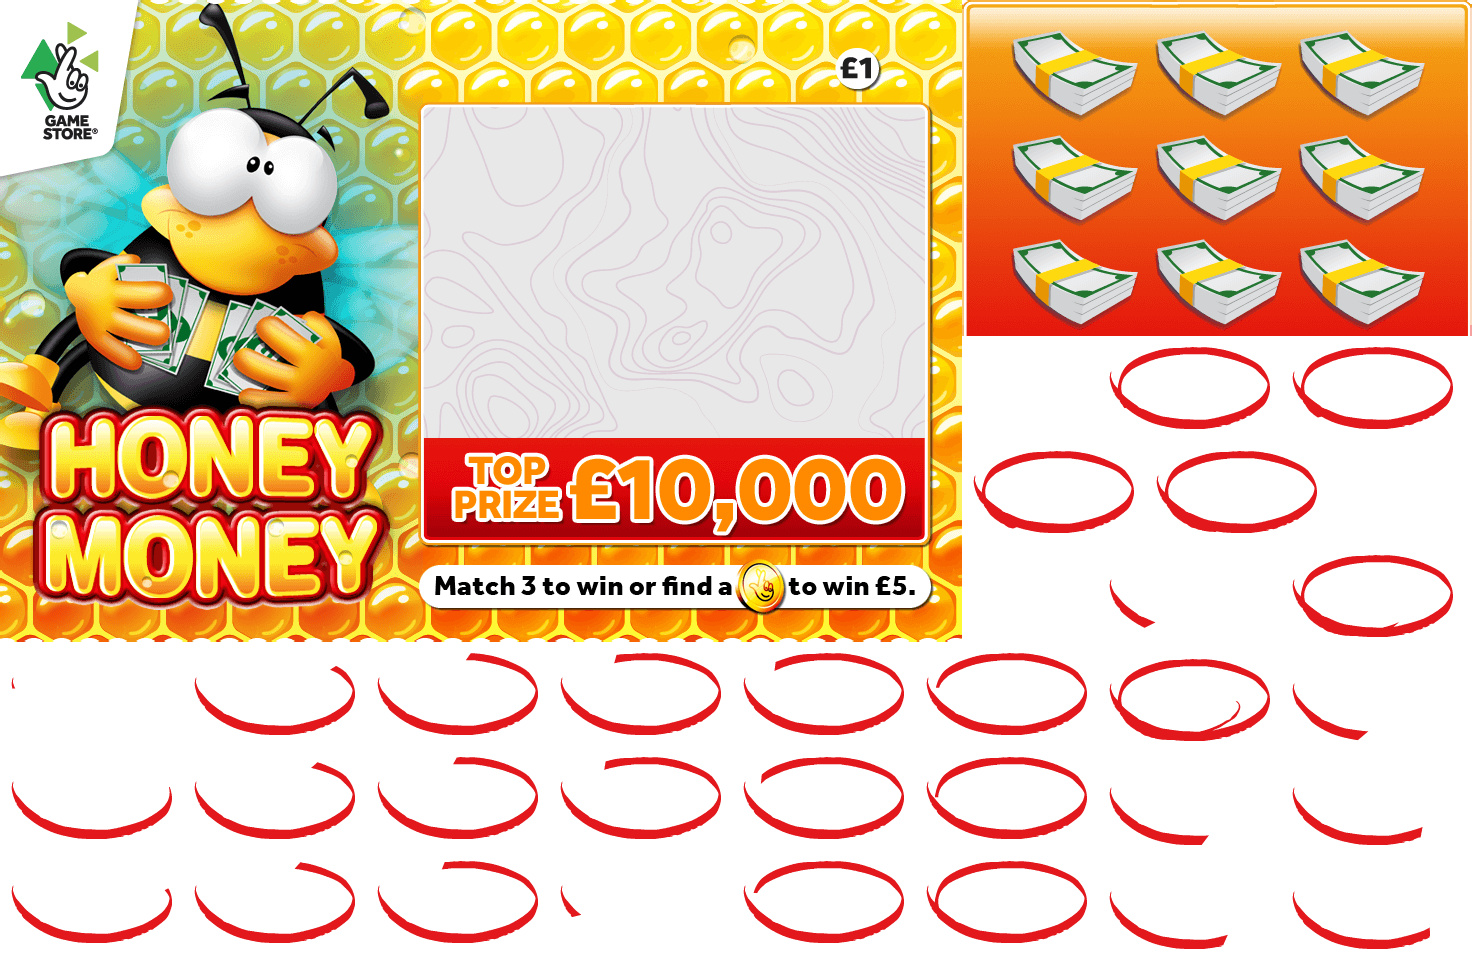 GAME
STORE®
£1
HONEY
MONEY
TOP
PRIZE £10,000
Match 3 to win or find a to win £5.